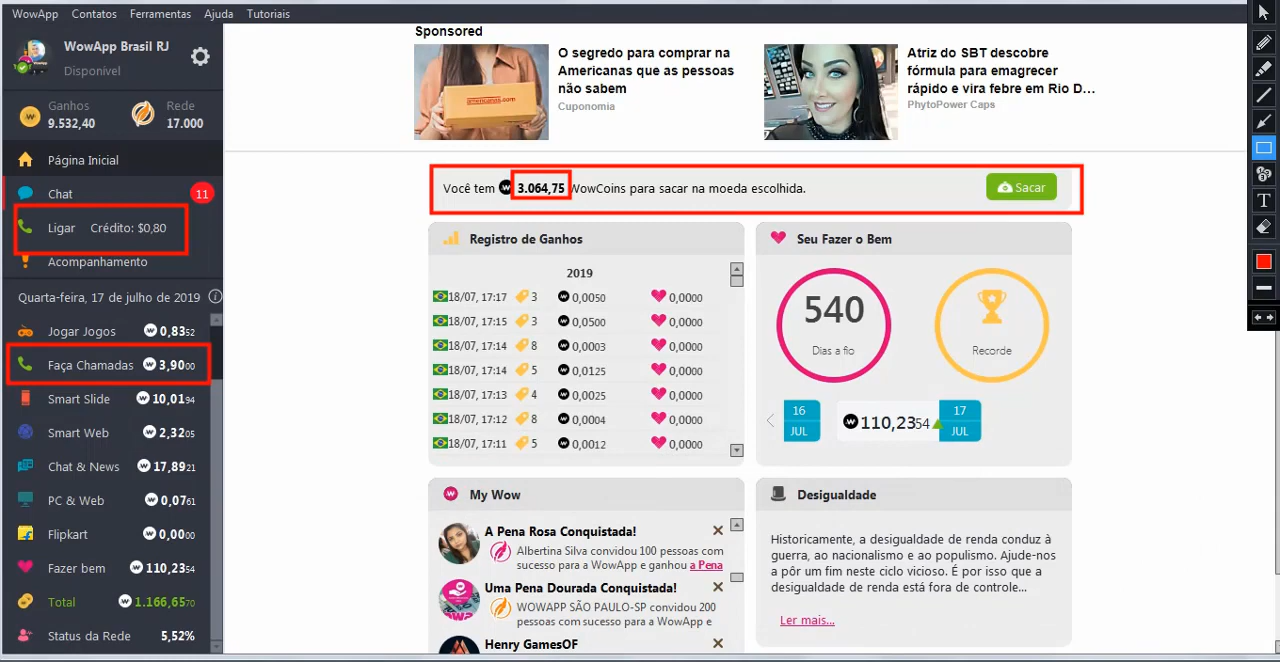 WowApp Contatos Ferramentas Ajuda Tutoriais
WowApp Brasil RJ
Disponível
Ganhos
9.532,40
Rede
17.000
Página Inicial
Chat 11
Ligar Crédito: $0,80
Acompanhamento
Quarta-feira, 17 de julho de 2019
Jogar Jogos 0,8352
Faça Chamadas 3,9000
Smart Slide 10,0194
Smart Web 2,3205
Chat & News 17,8921
PC & Web 0,0761
Flipkart 0,0000
Fazer bem 110,2354
Total 1.166,6570
Status da Rede 5,52%
Sponsored
O segredo para comprar na
Americanas que as pessoas
não sabem
Cuponomia
americanas.com
Atriz do SBT descobre
fórmula para emagrecer
rápido e vira febre em Rio D...
PhytoPower Caps
Você tem 3.064,75 WowCoins para sacar na moeda escolhida.
Sacar
Registro de Ganhos
2019
18/07, 17:17 3 0,0050 0,0000
18/07, 17:15 3 0,0500 0,0000
18/07, 17:14 8 0,0003 0,0000
18/07, 17:14 5 0,0125 0,0000
18/07, 17:13 4 0,0025 0,0000
18/07, 17:12 8 0,0004 0,0000
18/07, 17:11 5 0,0012 0,0000
Seu Fazer o Bem
540
Dias a fio
Recorde
16
JUL
110,2354
17
JUL
My Wow
A Pena Rosa Conquistada!
Albertina Silva convidou 100 pessoas com
sucesso para a WowApp e ganhou a Pena
Uma Pena Dourada Conquistada!
WOWAPP SÃO PAULO-SP convidou 200
pessoas com sucesso para a WowApp e
Henry GamesOF
Desigualdade
Historicamente, a desigualdade de renda conduz à
guerra, ao nacionalismo e ao populismo. Ajude-nos
a pôr um fim neste ciclo vicioso. É por isso que a
desigualdade de renda está fora de controle...
Ler mais...